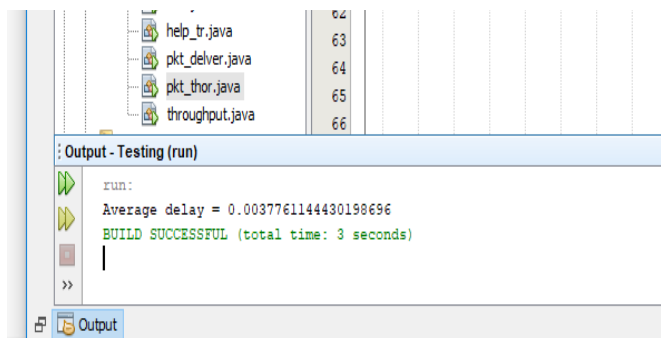 62
help_tr.java
63
pkt_delver.java
64
pkt_thor.java
65
throughput.java
66
Output - Testing (run)
run:
Average delay = 0.0037761144430198696
BUILD SUCCESSFUL (total time: 3 seconds)
Output